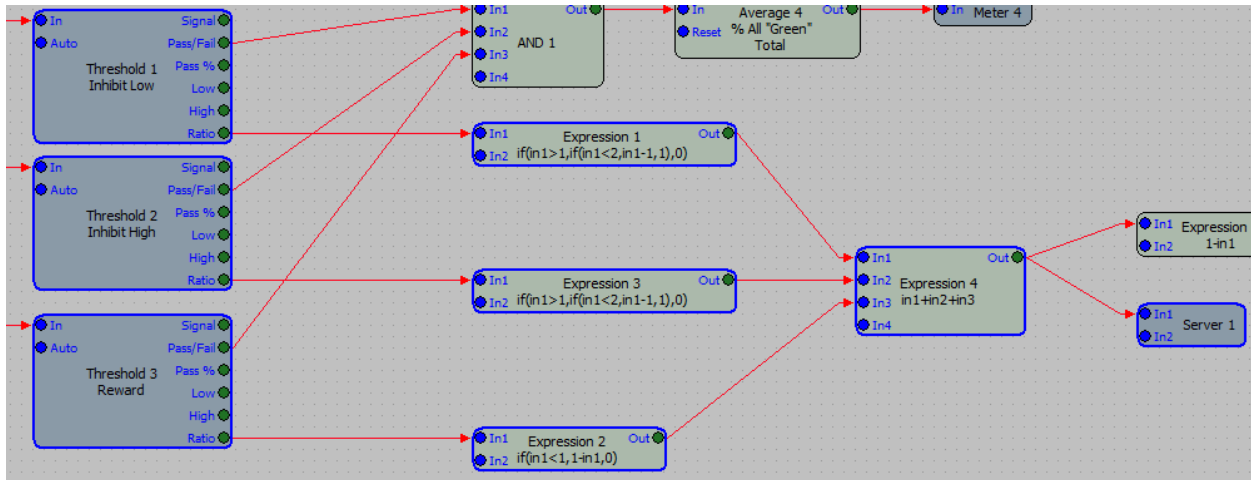 In
Auto
Threshold 1
Inhibit Low
Signal
Pass/Fail
Pass %
Low
High
Ratio
In1
In2
In3
In4
AND 1
Out
In
Reset
Average 4
% All "Green"
Total
Out
In
Meter 4
In1
In2
Expression 1
if(in1>1,if(in1<2,in1-1,1),0)
Out
In
Auto
Threshold 2
Inhibit High
Signal
Pass/Fail
Pass %
Low
High
Ratio
In1
In2
Expression 3
if(in1>1,if(in1<2,in1-1,1),0)
Out
In1
In2
In3
In4
Expression 4
in1+in2+in3
Out
In1
In2
Expression
1-in1
In1
In2
Server 1
In
Auto
Threshold 3
Reward
Signal
Pass/Fail
Pass %
Low
High
Ratio
In1
In2
Expression 2
if(in1<1,1-in1,0)
Out